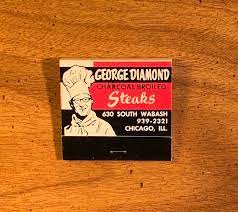 GEORGE DIAMOND
CHARCOAL BROILED
Steaks
630 SOUTH WABASH
939-2321
CHICAGO, ILL.